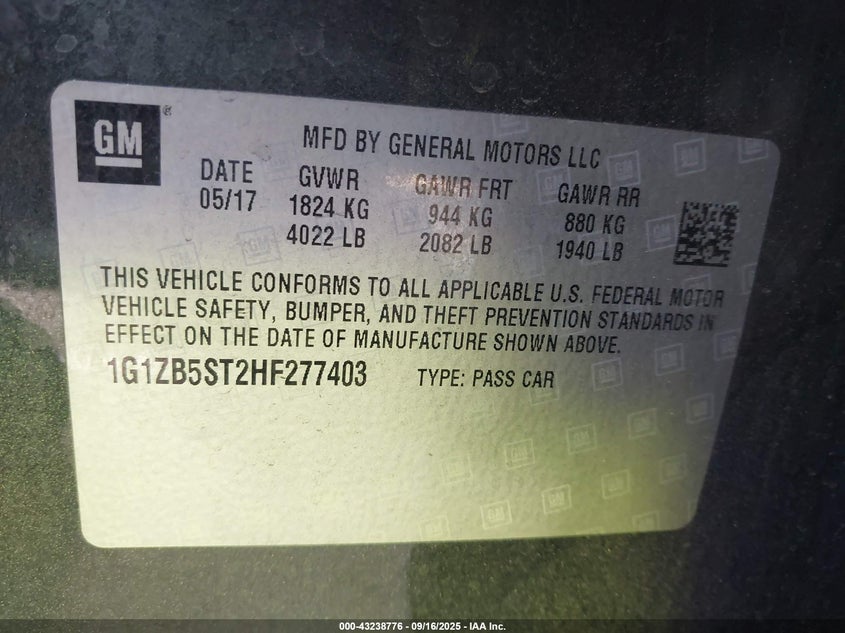 GM®
MFD BY GENERAL MOTORS LLC
DATE GVWR GAWR FRT GAWR RR
05/17 1824 KG 944 KG 880 KG
4022 LB 2082 LB 1940 LB
THIS VEHICLE CONFORMS TO ALL APPLICABLE U.S. FEDERAL MOTOR
VEHICLE SAFETY, BUMPER, AND THEFT PREVENTION STANDARDS IN
EFFECT ON THE DATE OF MANUFACTURE SHOWN ABOVE.
1G1ZB5ST2HF277403 TYPE: PASS CAR
000-43238776 - 09/16/2025 - IAA Inc.